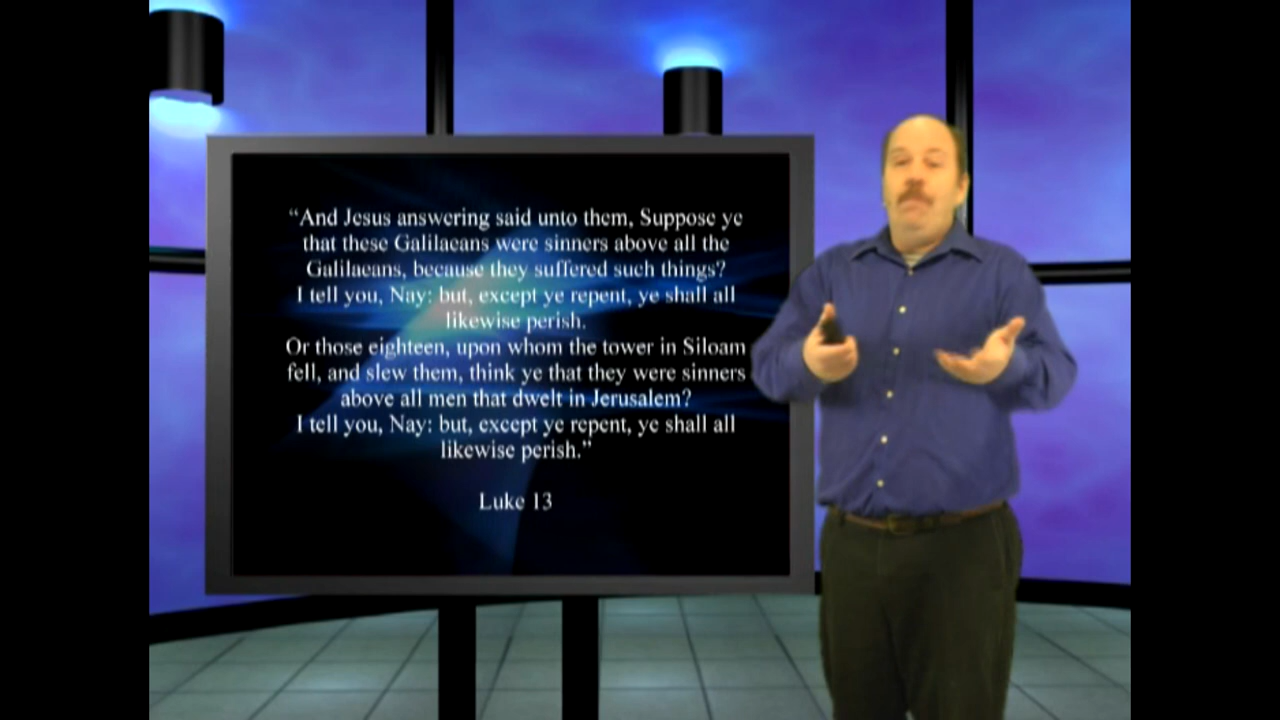 “And Jesus answering said unto them, Suppose ye
that these Galilaeans were sinners above all the
Galilaeans, because they suffered such things?
I tell you, Nay: but, except ye repent, ye shall all
likewise perish.
Or those eighteen, upon whom the tower in Siloam
fell, and slew them, think ye that they were sinners
above all men that dwelt in Jerusalem?
I tell you, Nay: but, except ye repent, ye shall all
likewise perish.”
Luke 13